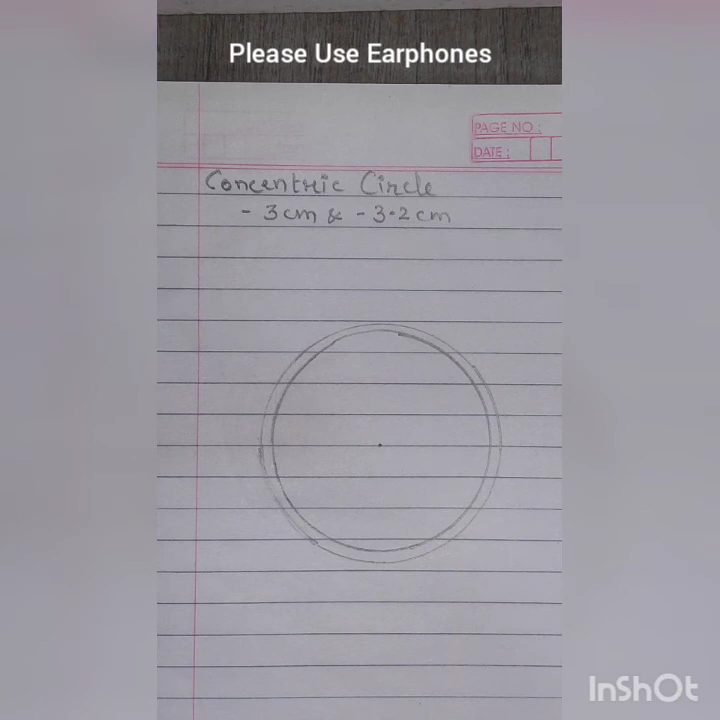 Please Use Earphones
PAGE NO.:
DATE:
Concentric Circle
- 3 cm & - 3.2 cm
InShOt